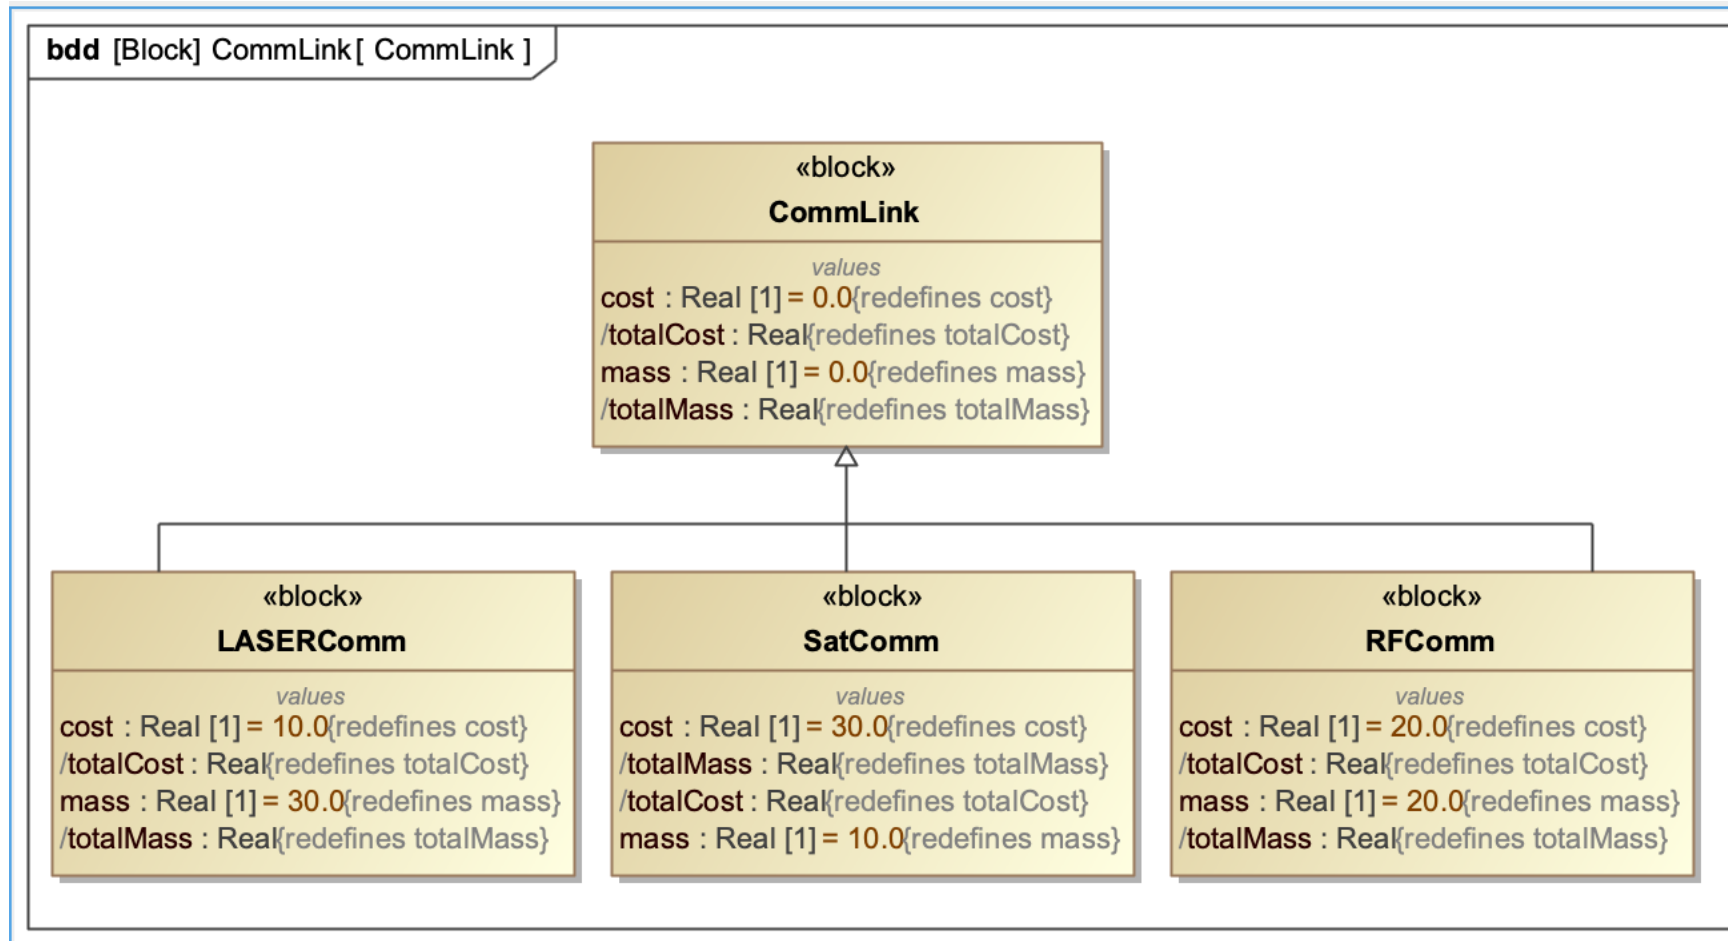 bdd [Block] CommLink[ CommLink ]
«block»
CommLink
values
cost : Real [1] = 0.0{redefines cost}
/totalCost : Real{redefines totalCost}
mass : Real [1] = 0.0{redefines mass}
/totalMass : Real{redefines totalMass}
«block»
LASERComm
values
cost : Real [1] = 10.0{redefines cost}
/totalCost : Real{redefines totalCost}
mass : Real [1] = 30.0{redefines mass}
/totalMass : Real{redefines totalMass}
«block»
SatComm
values
cost : Real [1] = 30.0{redefines cost}
/totalMass : Real{redefines totalMass}
/totalCost : Real{redefines totalCost}
mass : Real [1] = 10.0{redefines mass}
«block»
RFComm
values
cost : Real [1] = 20.0{redefines cost}
/totalCost : Real{redefines totalCost}
mass : Real [1] = 20.0{redefines mass}
/totalMass : Real{redefines totalMass}